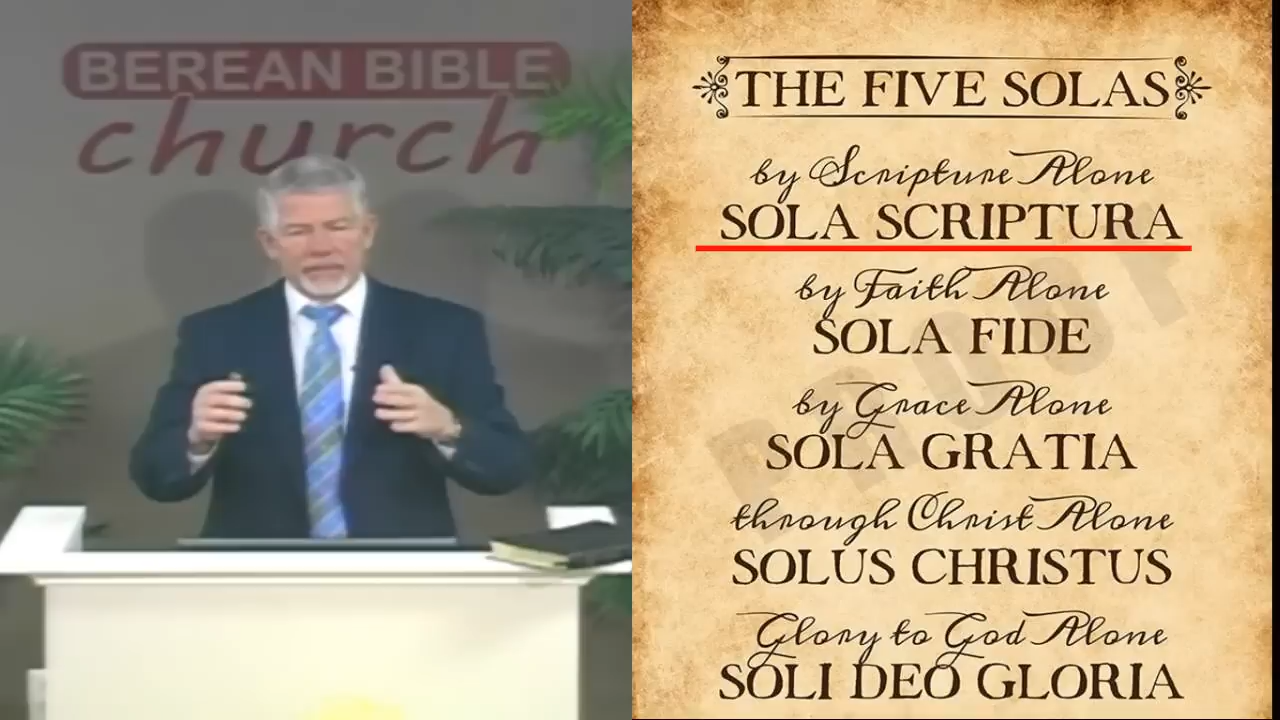 BEREAN BIBLE
church
THE FIVE SOLAS
by Scripture Alone
SOLA SCRIPTURA
by Faith Alone
SOLA FIDE
by Grace Alone
SOLA GRATIA
through Christ Alone
SOLUS CHRISTUS
Glory to God Alone
SOLI DEO GLORIA
PROOF